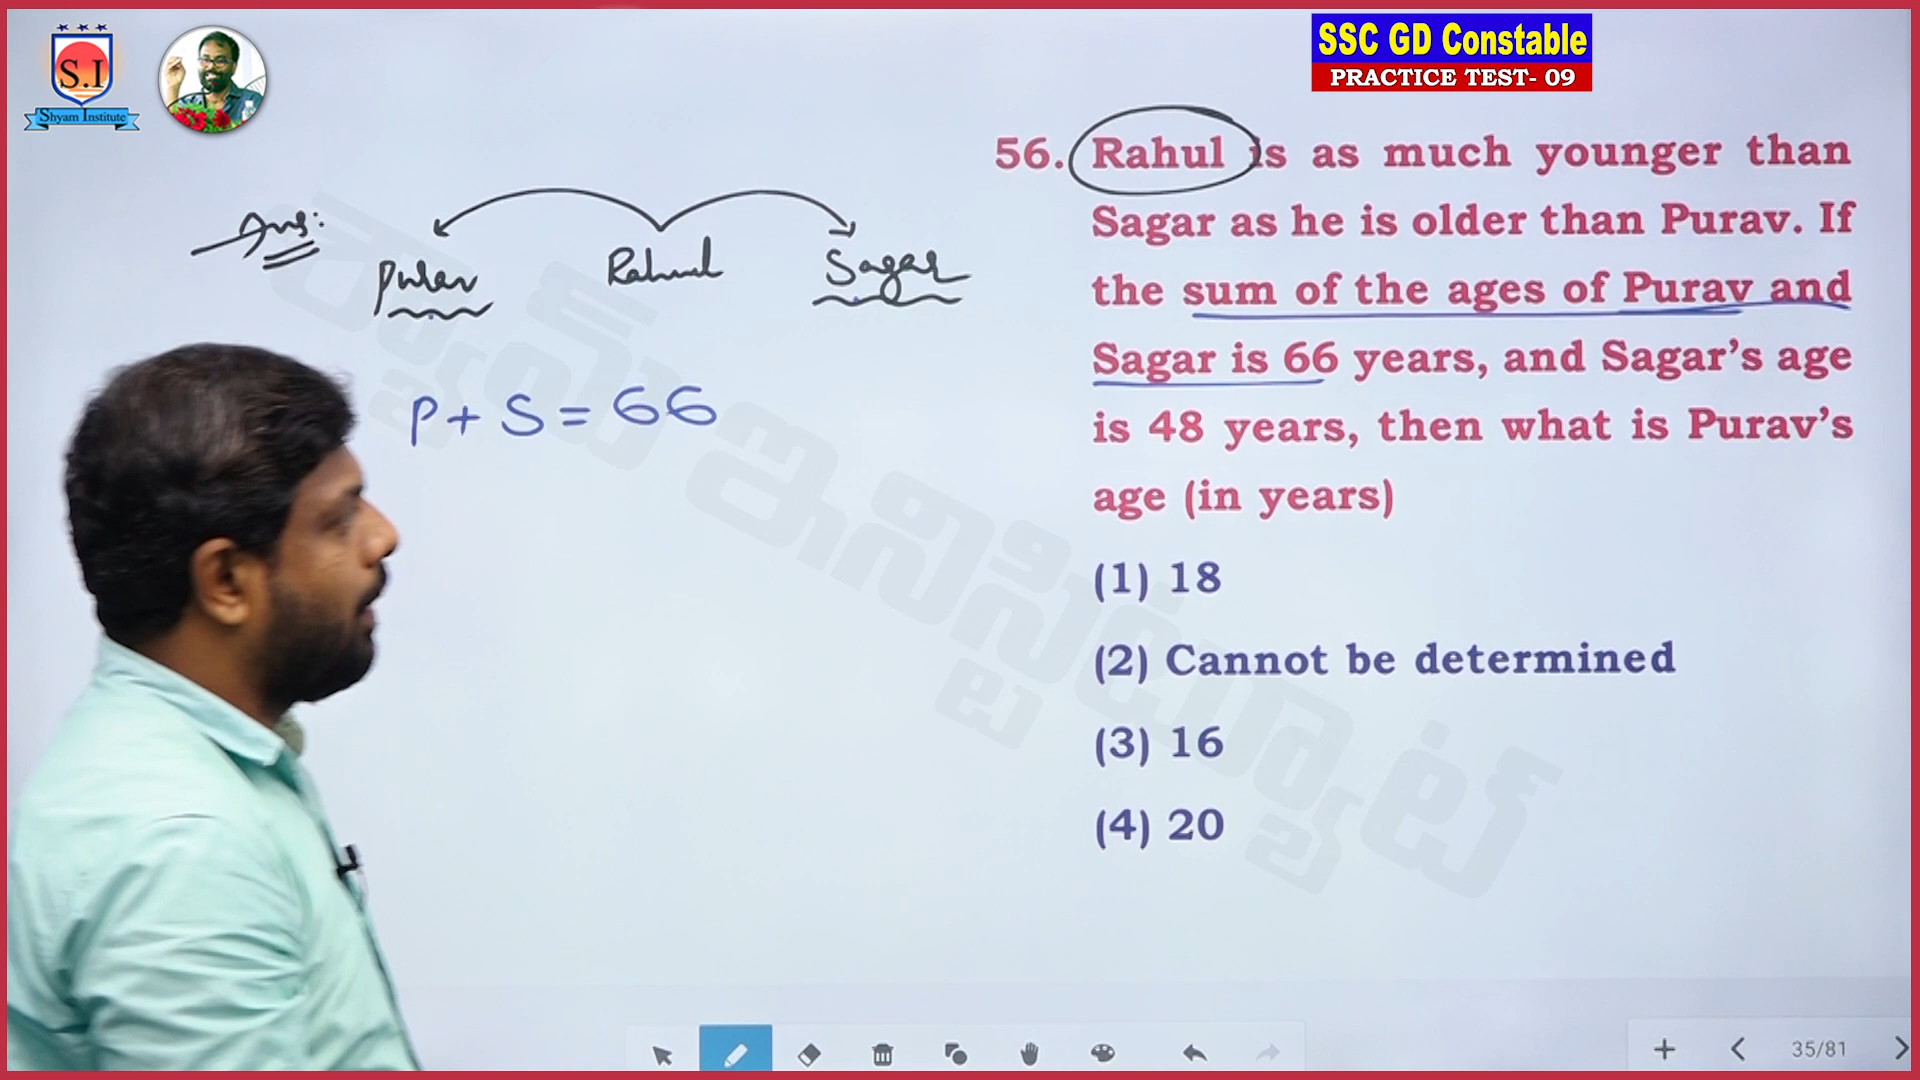 S.I
Shyam Institute
SSC GD Constable
PRACTICE TEST- 09
56. Rahul is as much younger than
Sagar as he is older than Purav. If
the sum of the ages of Purav and
Sagar is 66 years, and Sagar's age
is 48 years, then what is Purav's
age (in years)
(1) 18
(2) Cannot be determined
(3) 16
(4) 20
Ans:
Purav Rahul Sagar
P + S = 66
శ్యామ్ ఇన్స్టిట్యూట్
35/81